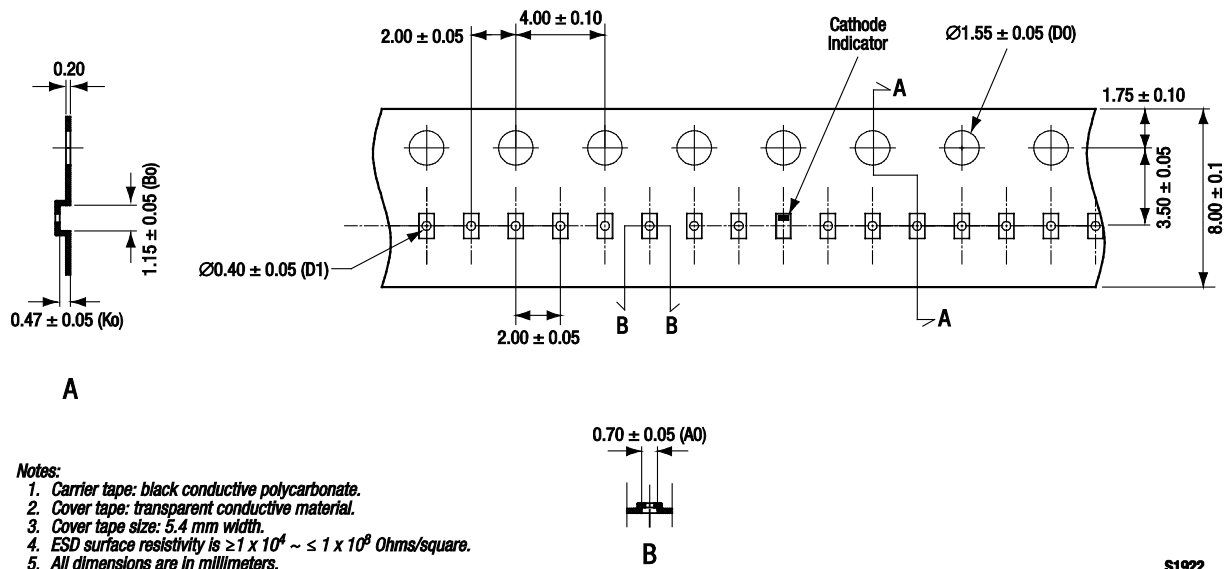 4.00 ± 0.10
2.00 ± 0.05
Cathode
Indicator
Ø1.55 ± 0.05 (D0)
0.20
A
1.75 ± 0.10
1.15 ± 0.05 (Bo)
3.50 ± 0.05
8.00 ± 0.1
Ø0.40 ± 0.05 (D1)
0.47 ± 0.05 (Ko)
B B
A
2.00 ± 0.05
A
0.70 ± 0.05 (A0)
Notes:
1. Carrier tape: black conductive polycarbonate.
2. Cover tape: transparent conductive material.
3. Cover tape size: 5.4 mm width.
4. ESD surface resistivity is ≥1 x 10⁴ ~ ≤ 1 x 10⁸ Ohms/square.
5. All dimensions are in millimeters.
B
S1922